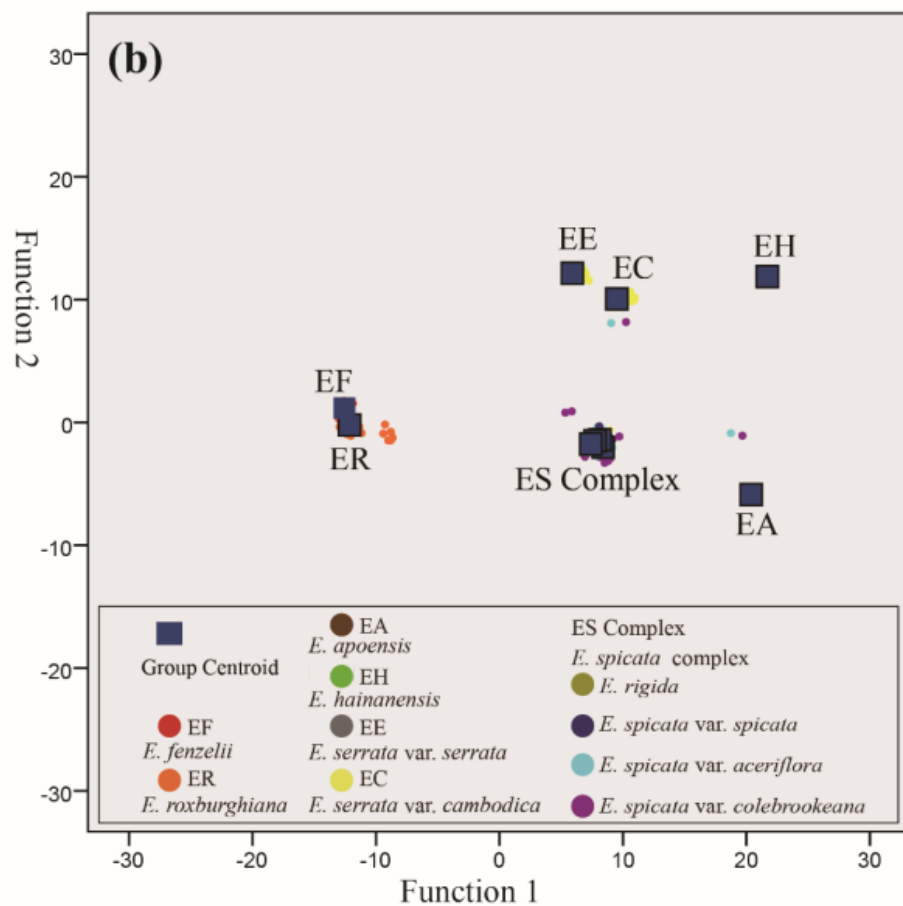 (b)
30
20
10
0
-10
-20
-30
Function 2
EE
EC
EH
EF
ER
ES Complex
EA
Group Centroid
EF
E. fenzelii
ER
E. roxburghiana
EA
E. apoensis
EH
E. hainanensis
EE
E. serrata var. serrata
EC
E. serrata var. cambodica
ES Complex
E. spicata complex
E. rigida
E. spicata var. spicata
E. spicata var. aceriflora
E. spicata var. colebrookeana
-30 -20 -10 0 10 20 30
Function 1